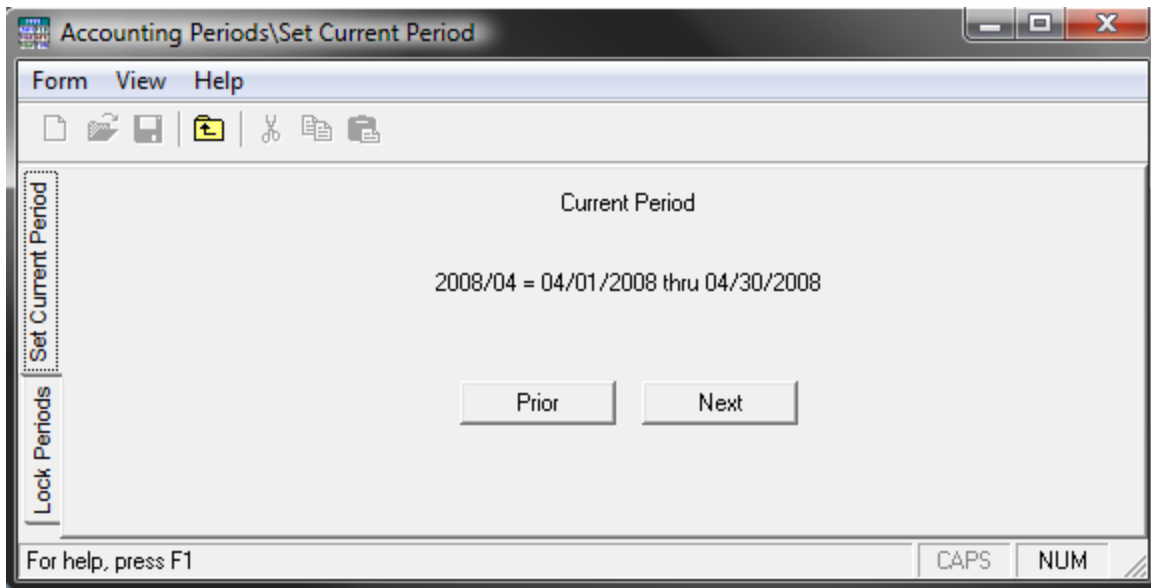 Accounting Periods\Set Current Period
Form View Help
Set Current Period
Lock Periods
Current Period
2008/04 = 04/01/2008 thru 04/30/2008
Prior Next
For help, press F1 CAPS NUM